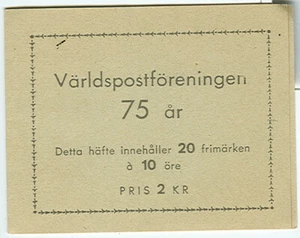 Världspostföreningen
75 år
Detta häfte innehåller 20 frimärken
à 10 öre
PRIS 2 KR